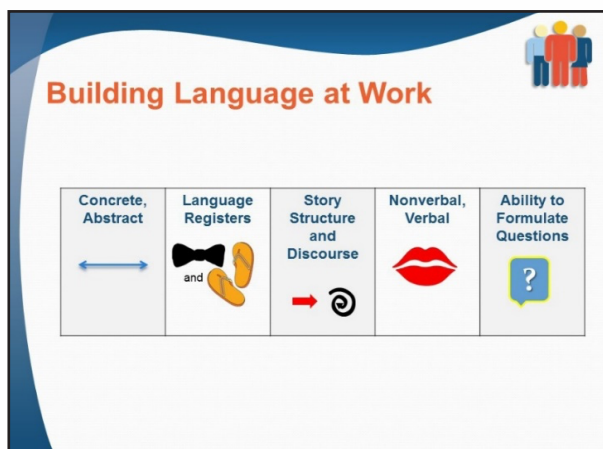 Building Language at Work
Concrete,
Abstract
Language
Registers
and
Story
Structure
and
Discourse
Nonverbal,
Verbal
Ability to
Formulate
Questions
?